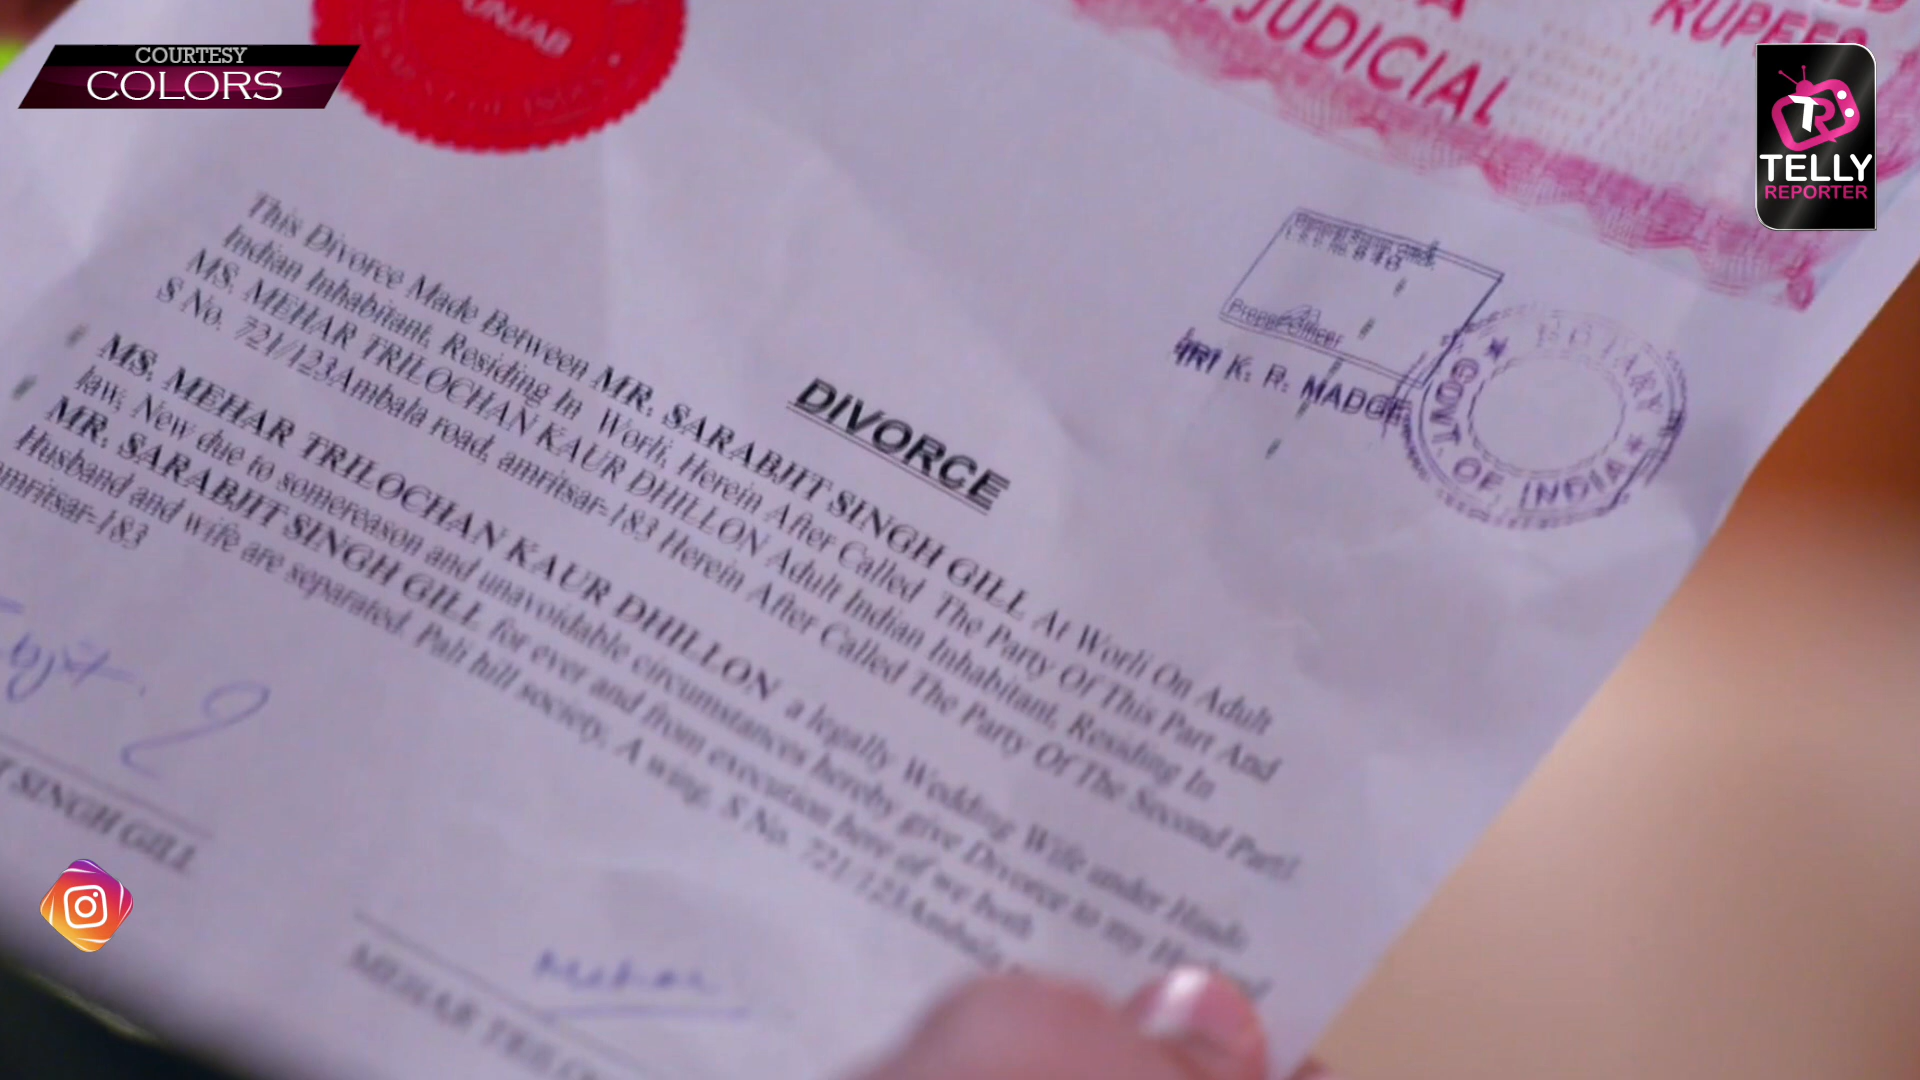 COURTESY
COLORS
PUNJAB
JUDICIAL
RUPEES
TELLY
REPORTER
DIVORCE
K. R. MADGE
NOTARY
GOVT. OF INDIA
This Divorce Made Between MR. SARABJIT SINGH GILL At Worli On Adult
Indian Inhabitant, Residing In Worli, Herein After Called The Party Of This Part And
MS. MEHAR TRILOCHAN KAUR DHILLON Adult Indian Inhabitant, Residing In
S No. 721/123Ambala road, amritsar-183 Herein After Called The Party Of The Second Part!
MS. MEHAR TRILOCHAN KAUR DHILLON a legally Wedding Wife under Hindu
law, New due to somereason and unavoidable circumstances hereby give Divorce to my
MR. SARABJIT SINGH GILL for ever and from execution here of we both
Husband and wife are separated. Pali hill society, A wing, S No. 721/123Ambala
amritsar-183
SINGH GILL
Mehar
MEHAR